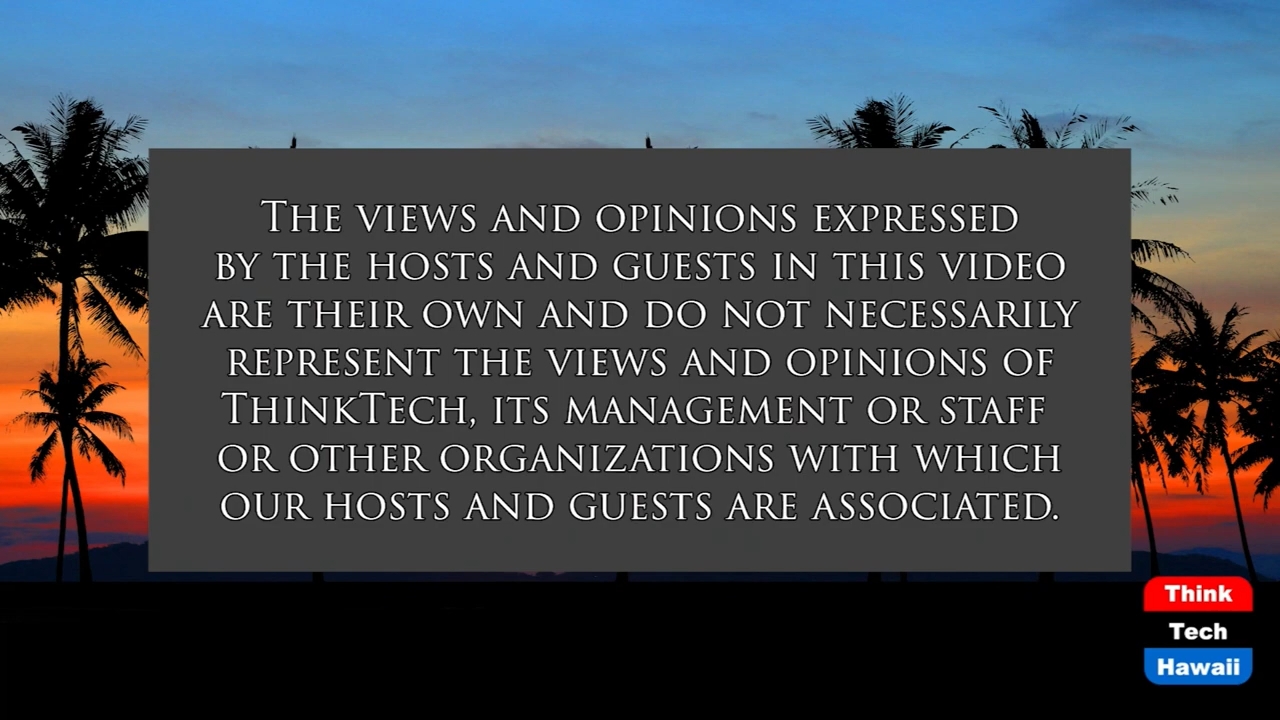 The views and opinions expressed
by the hosts and guests in this video
are their own and do not necessarily
represent the views and opinions of
ThinkTech, its management or staff
or other organizations with which
our hosts and guests are associated.
Think
Tech
Hawaii